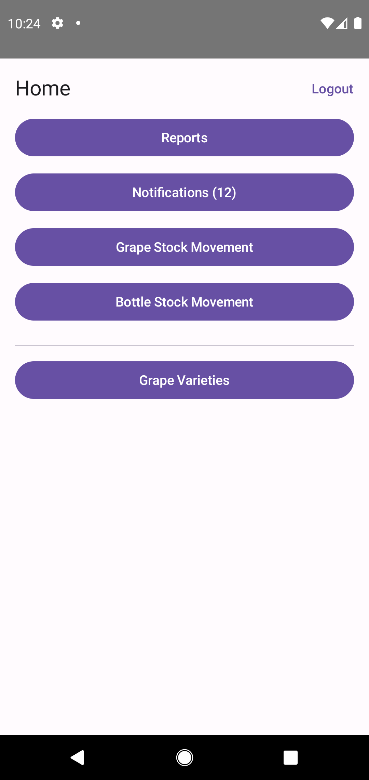 10:24
Home
Logout
Reports
Notifications (12)
Grape Stock Movement
Bottle Stock Movement
Grape Varieties